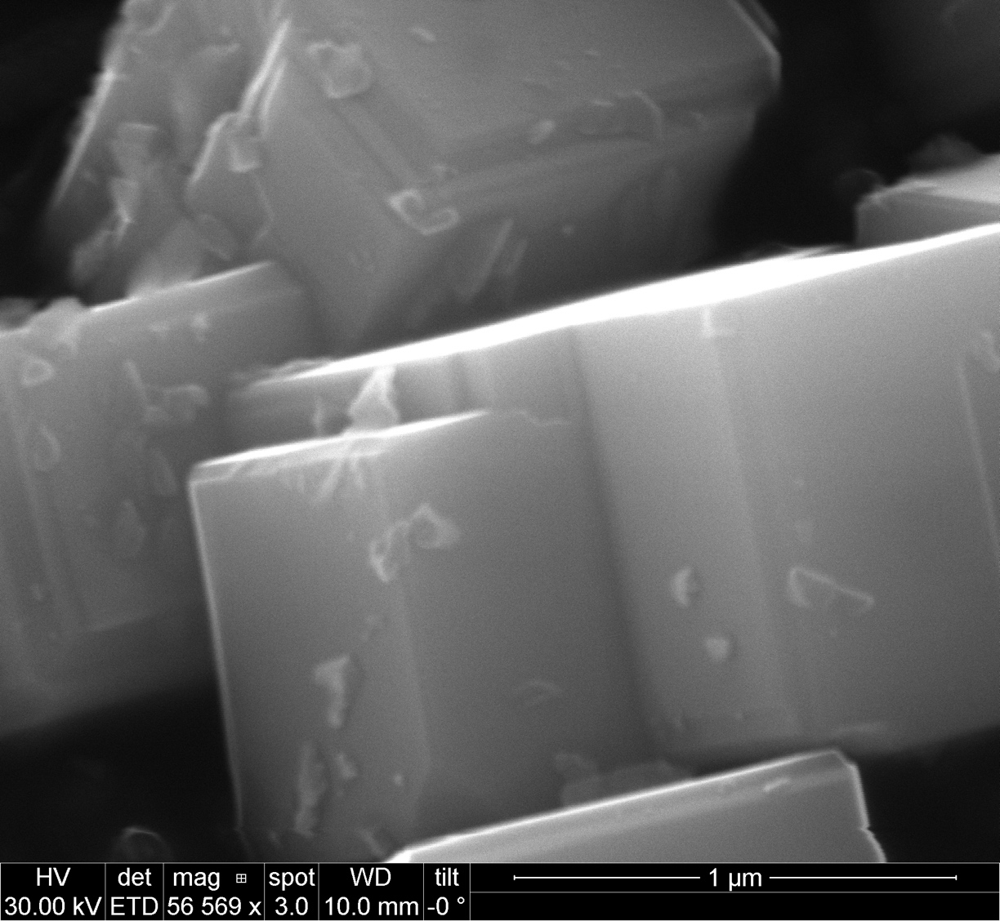 HV det mag ⊞ spot WD tilt 1 µm
30.00 kV ETD 56 569 x 3.0 10.0 mm -0 °